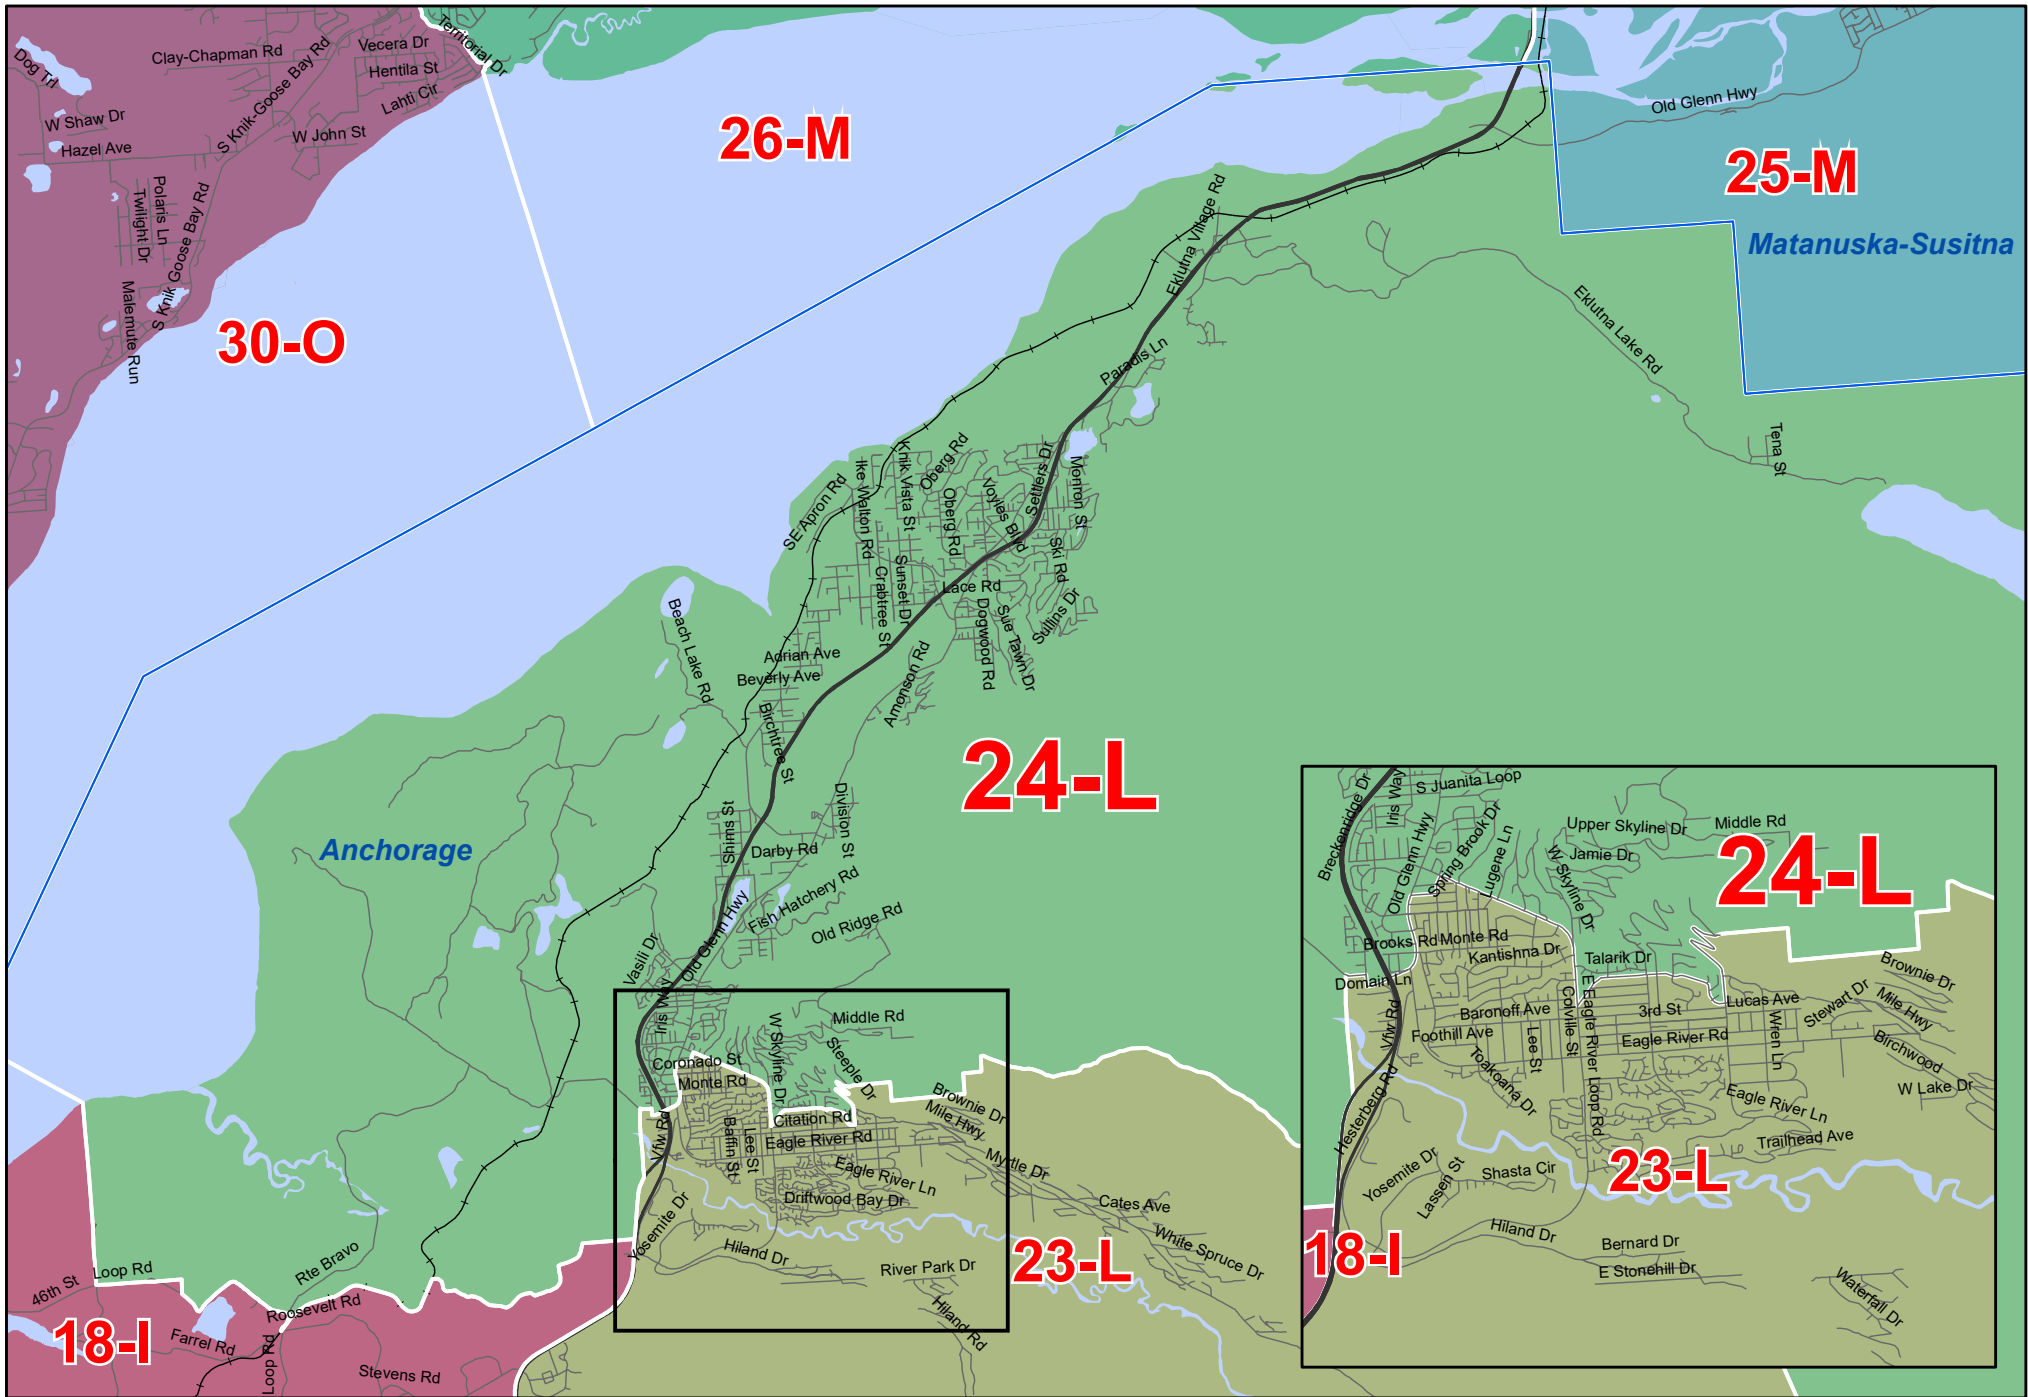 Territorial Dr
Vecera Dr
Clay-Chapman Rd
Dog Trl
Hentila St
Lahti Cir
S Knik-Goose Bay Rd
W Shaw Dr
W John St
Hazel Ave
26-M
Old Glenn Hwy
25-M
Polaris Ln
Twilight Dr
S Knik Goose Bay Rd
Malemute Run
30-O
Matanuska-Susitna
Eklutna Village Rd
Eklutna Lake Rd
Paradis Ln
Tena St
Oberg Rd
Knik Vista St
Ike Walton Rd
SE Apron Rd
Oberg Rd
Voyles Blvd
Settlers Dr
Monron St
Ski Rd
Sunset Dr
Crabtree St
Lace Rd
Dogwood Rd
Sue Tawn Dr
Sullins Dr
Beach Lake Rd
Adrian Ave
Beverly Ave
Amonson Rd
Birchtree St
24-L
Anchorage
Shims St
Division St
Darby Rd
Fish Hatchery Rd
Old Glenn Hwy
Old Ridge Rd
Vasili Dr
Iris Way
Middle Rd
W Skyline Dr
Steeple Dr
Coronado St
Monte Rd
Brownie Dr
Mile Hwy
Citation Rd
Vfw Rd
Baffin St
Lee St
Eagle River Rd
Eagle River Ln
Myrtle Dr
Driftwood Bay Dr
Yosemite Dr
Cates Ave
White Spruce Dr
Hiland Dr
River Park Dr
23-L
Hiland Rd
Loop Rd
46th St
Rte Bravo
Roosevelt Rd
18-I
Farrel Rd
Loop Rd
Stevens Rd
Breckenridge Dr
Iris Way
S Juanita Loop
Old Glenn Hwy
Spring Brook Dr
Lugene Ln
Upper Skyline Dr
Middle Rd
Jamie Dr
W Skyline Dr
24-L
Brooks Rd
Monte Rd
Kantishna Dr
Talarik Dr
Brownie Dr
Domain Ln
Vfw Rd
Baronoff Ave
Colville St
E Eagle River Loop Rd
3rd St
Lucas Ave
Stewart Dr
Mile Hwy
Foothill Ave
Lee St
Eagle River Rd
Wren Ln
Birchwood
Toakoana Dr
W Lake Dr
Hesterberg Rd
Eagle River Ln
Trailhead Ave
Yosemite Dr
Lassen St
Shasta Cir
23-L
18-I
Hiland Dr
Bernard Dr
E Stonehill Dr
Waterfall Dr